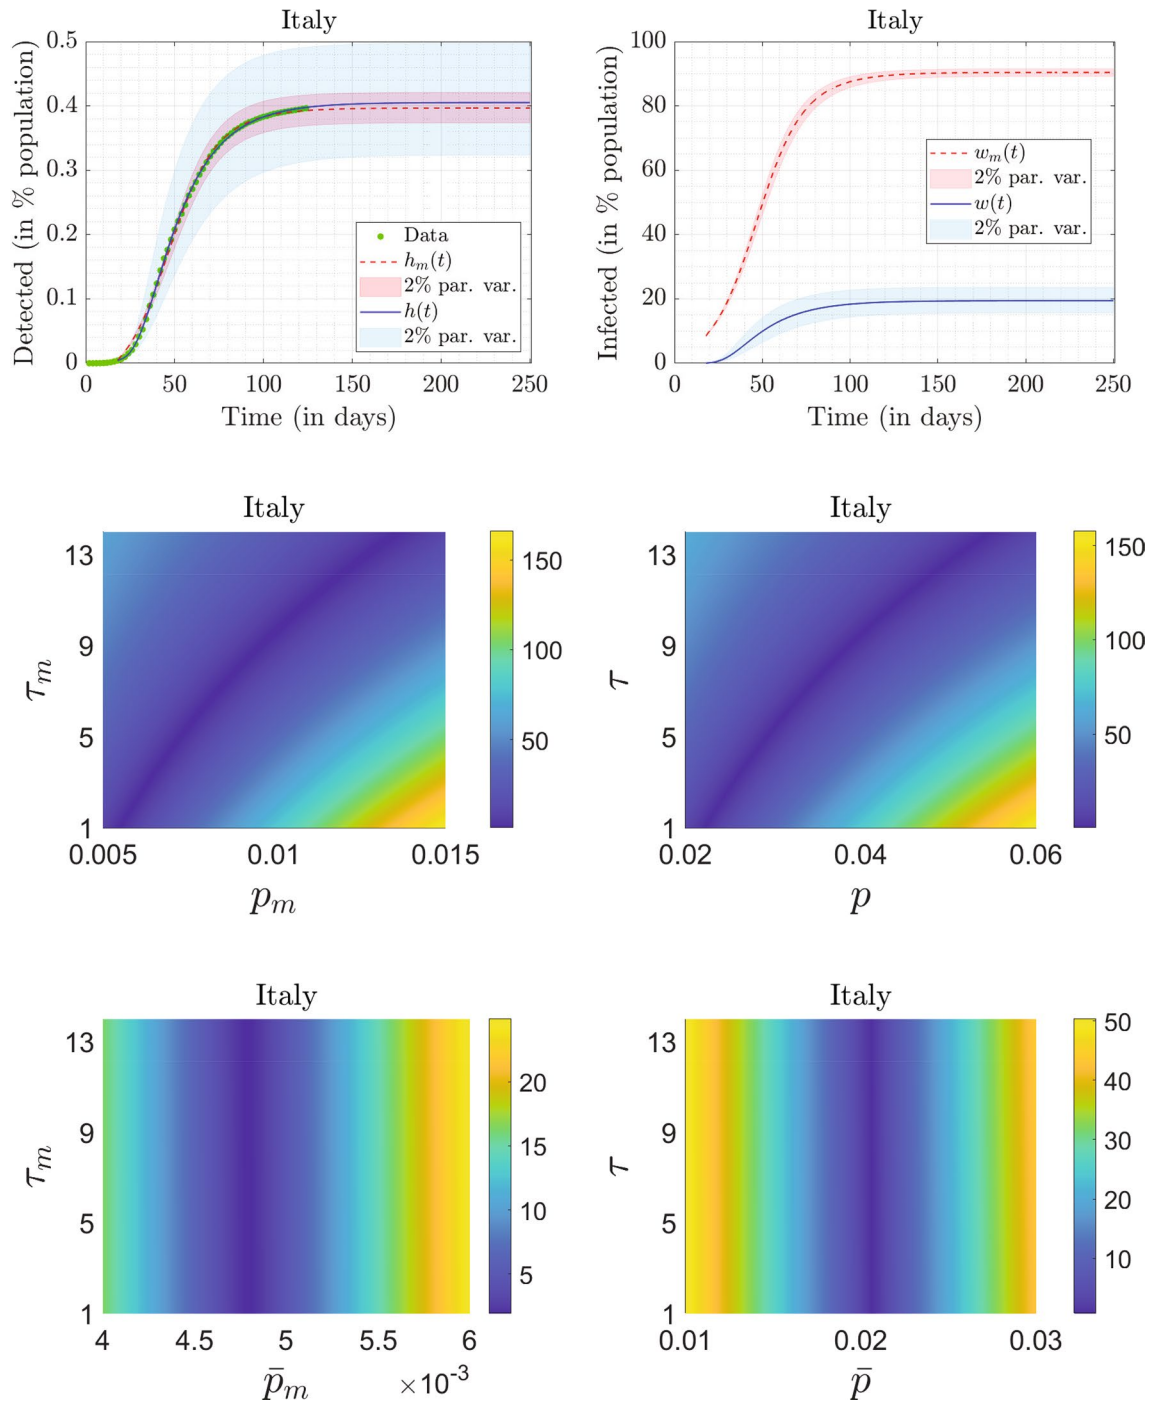 Italy
Detected (in % population)
0.5
0.4
0.3
0.2
0.1
0
Data
h_m(t)
2% par. var.
h(t)
2% par. var.
0 50 100 150 200 250
Time (in days)
Italy
Infected (in % population)
100
80
60
40
20
0
w_m(t)
2% par. var.
w(t)
2% par. var.
0 50 100 150 200 250
Time (in days)
Italy
τ_m
13
9
5
1
0.005 0.01 0.015
p_m
150
100
50
Italy
τ
13
9
5
1
0.02 0.04 0.06
p
150
100
50
Italy
τ_m
13
9
5
1
4 4.5 5 5.5 6
p̄_m ×10⁻³
20
15
10
5
Italy
τ
13
9
5
1
0.01 0.02 0.03
p̄
50
40
30
20
10